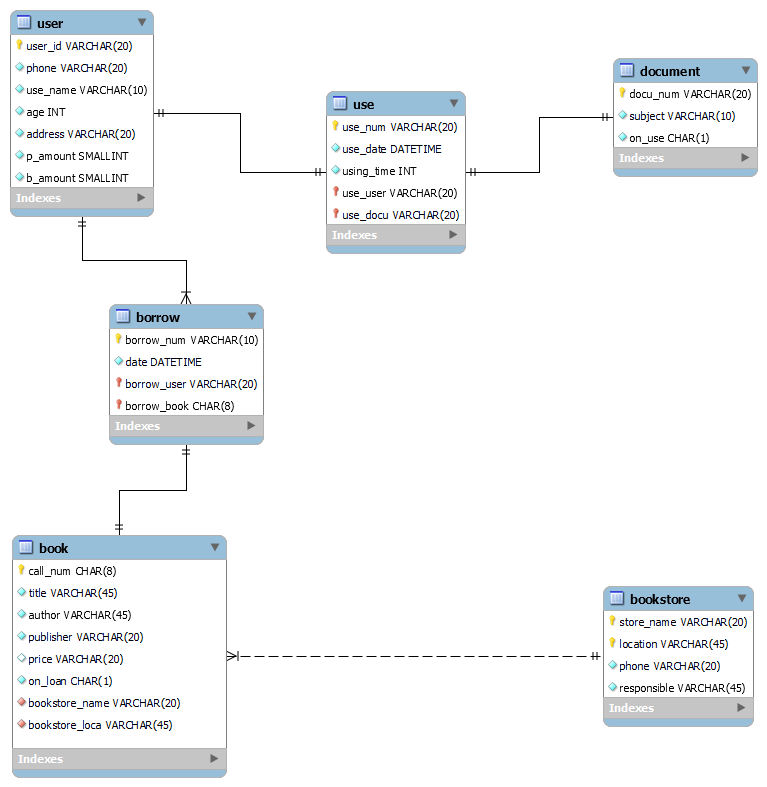 user
user_id VARCHAR(20)
phone VARCHAR(20)
use_name VARCHAR(10)
age INT
address VARCHAR(20)
p_amount SMALLINT
b_amount SMALLINT
Indexes
use
use_num VARCHAR(20)
use_date DATETIME
using_time INT
use_user VARCHAR(20)
use_docu VARCHAR(20)
Indexes
document
docu_num VARCHAR(20)
subject VARCHAR(10)
on_use CHAR(1)
Indexes
borrow
borrow_num VARCHAR(10)
date DATETIME
borrow_user VARCHAR(20)
borrow_book CHAR(8)
Indexes
book
call_num CHAR(8)
title VARCHAR(45)
author VARCHAR(45)
publisher VARCHAR(20)
price VARCHAR(20)
on_loan CHAR(1)
bookstore_name VARCHAR(20)
bookstore_loca VARCHAR(45)
Indexes
bookstore
store_name VARCHAR(20)
location VARCHAR(45)
phone VARCHAR(20)
responsible VARCHAR(45)
Indexes